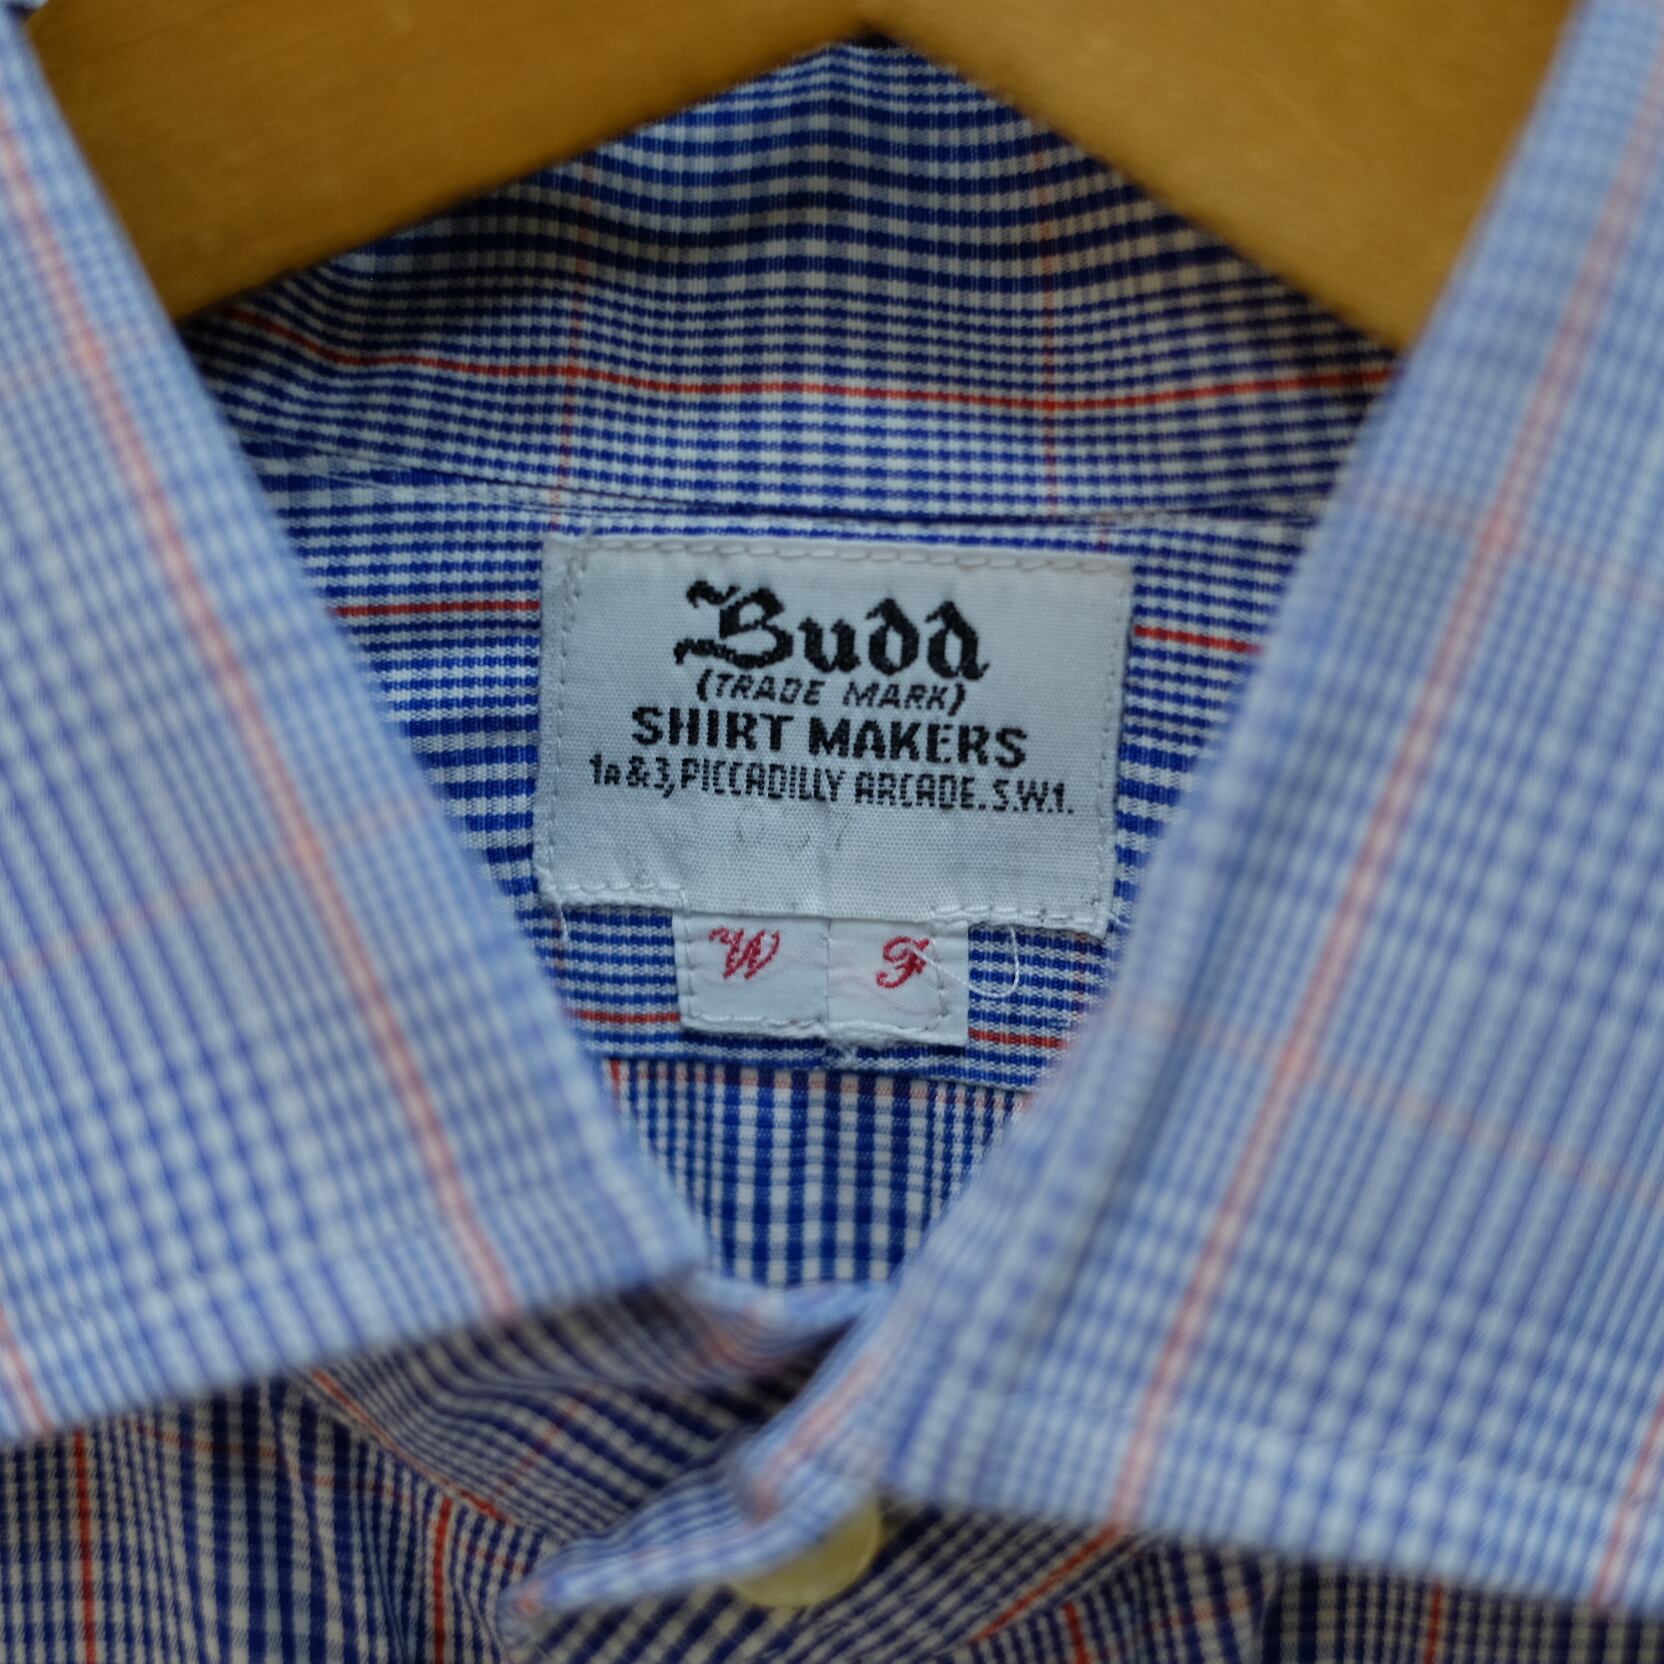 Budd
(TRADE MARK)
SHIRT MAKERS
1A & 3, PICCADILLY ARCADE. S.W.1.
W F